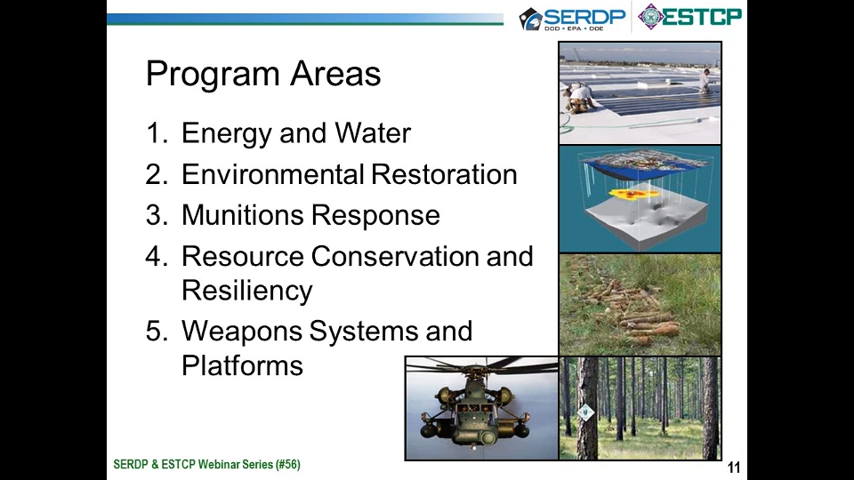 SERDP
DOD • EPA • DOE
ESTCP
Program Areas
1. Energy and Water
2. Environmental Restoration
3. Munitions Response
4. Resource Conservation and
Resiliency
5. Weapons Systems and
Platforms
SERDP & ESTCP Webinar Series (#56)
11